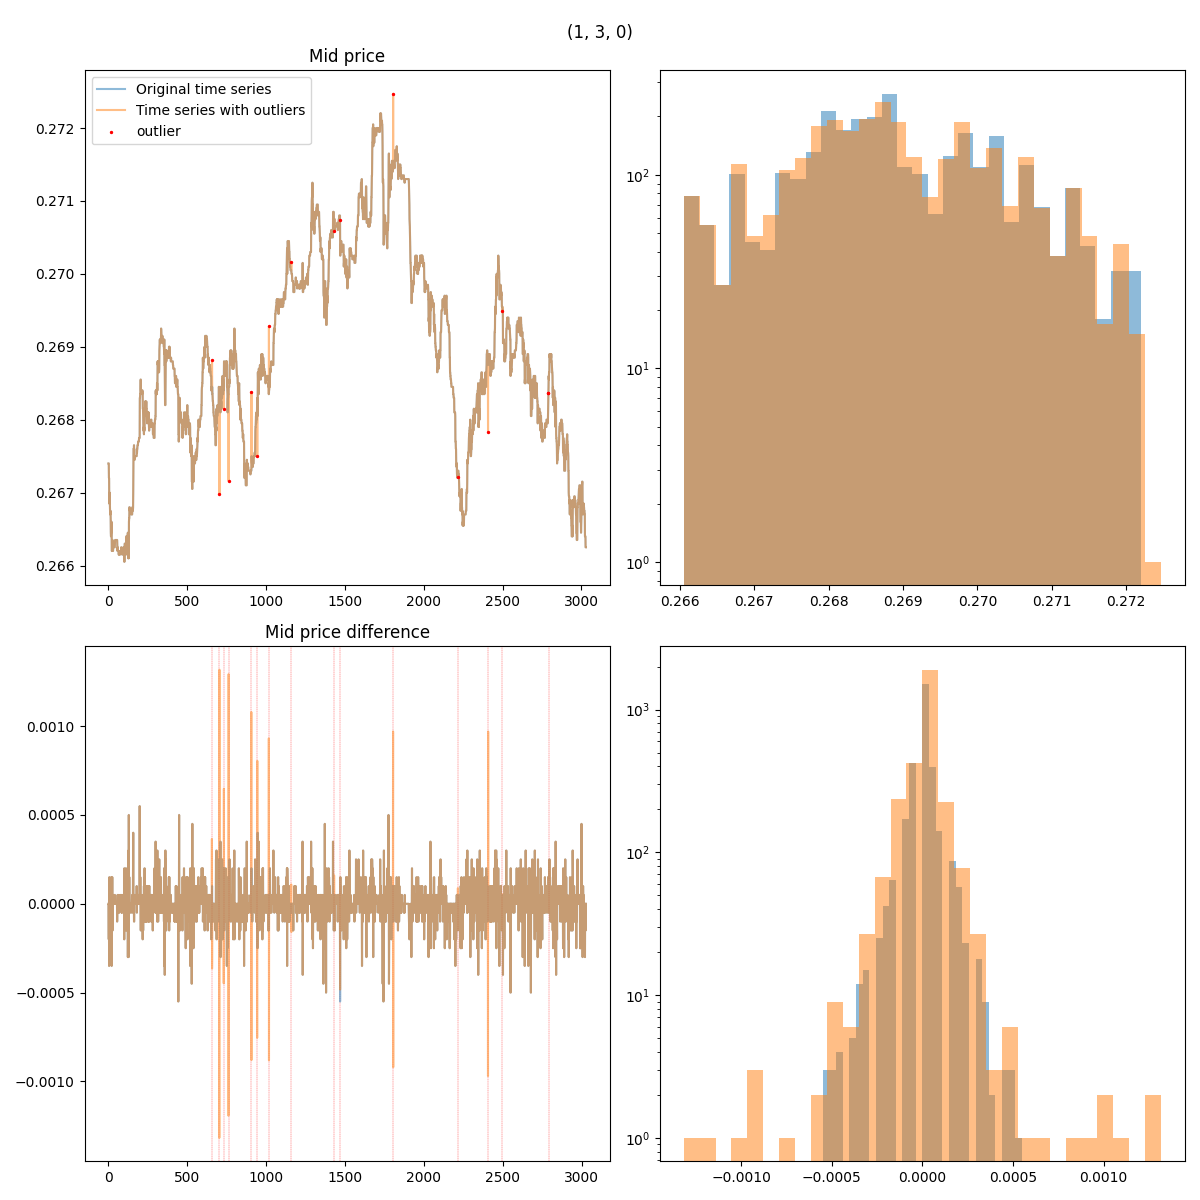 (1, 3, 0)
Mid price
Original time series
Time series with outliers
outlier
0.272
0.271
0.270
0.269
0.268
0.267
0.266
0 500 1000 1500 2000 2500 3000
10²
10¹
10⁰
0.266 0.267 0.268 0.269 0.270 0.271 0.272
Mid price difference
0.0010
0.0005
0.0000
−0.0005
−0.0010
0 500 1000 1500 2000 2500 3000
10³
10²
10¹
10⁰
−0.0010 −0.0005 0.0000 0.0005 0.0010